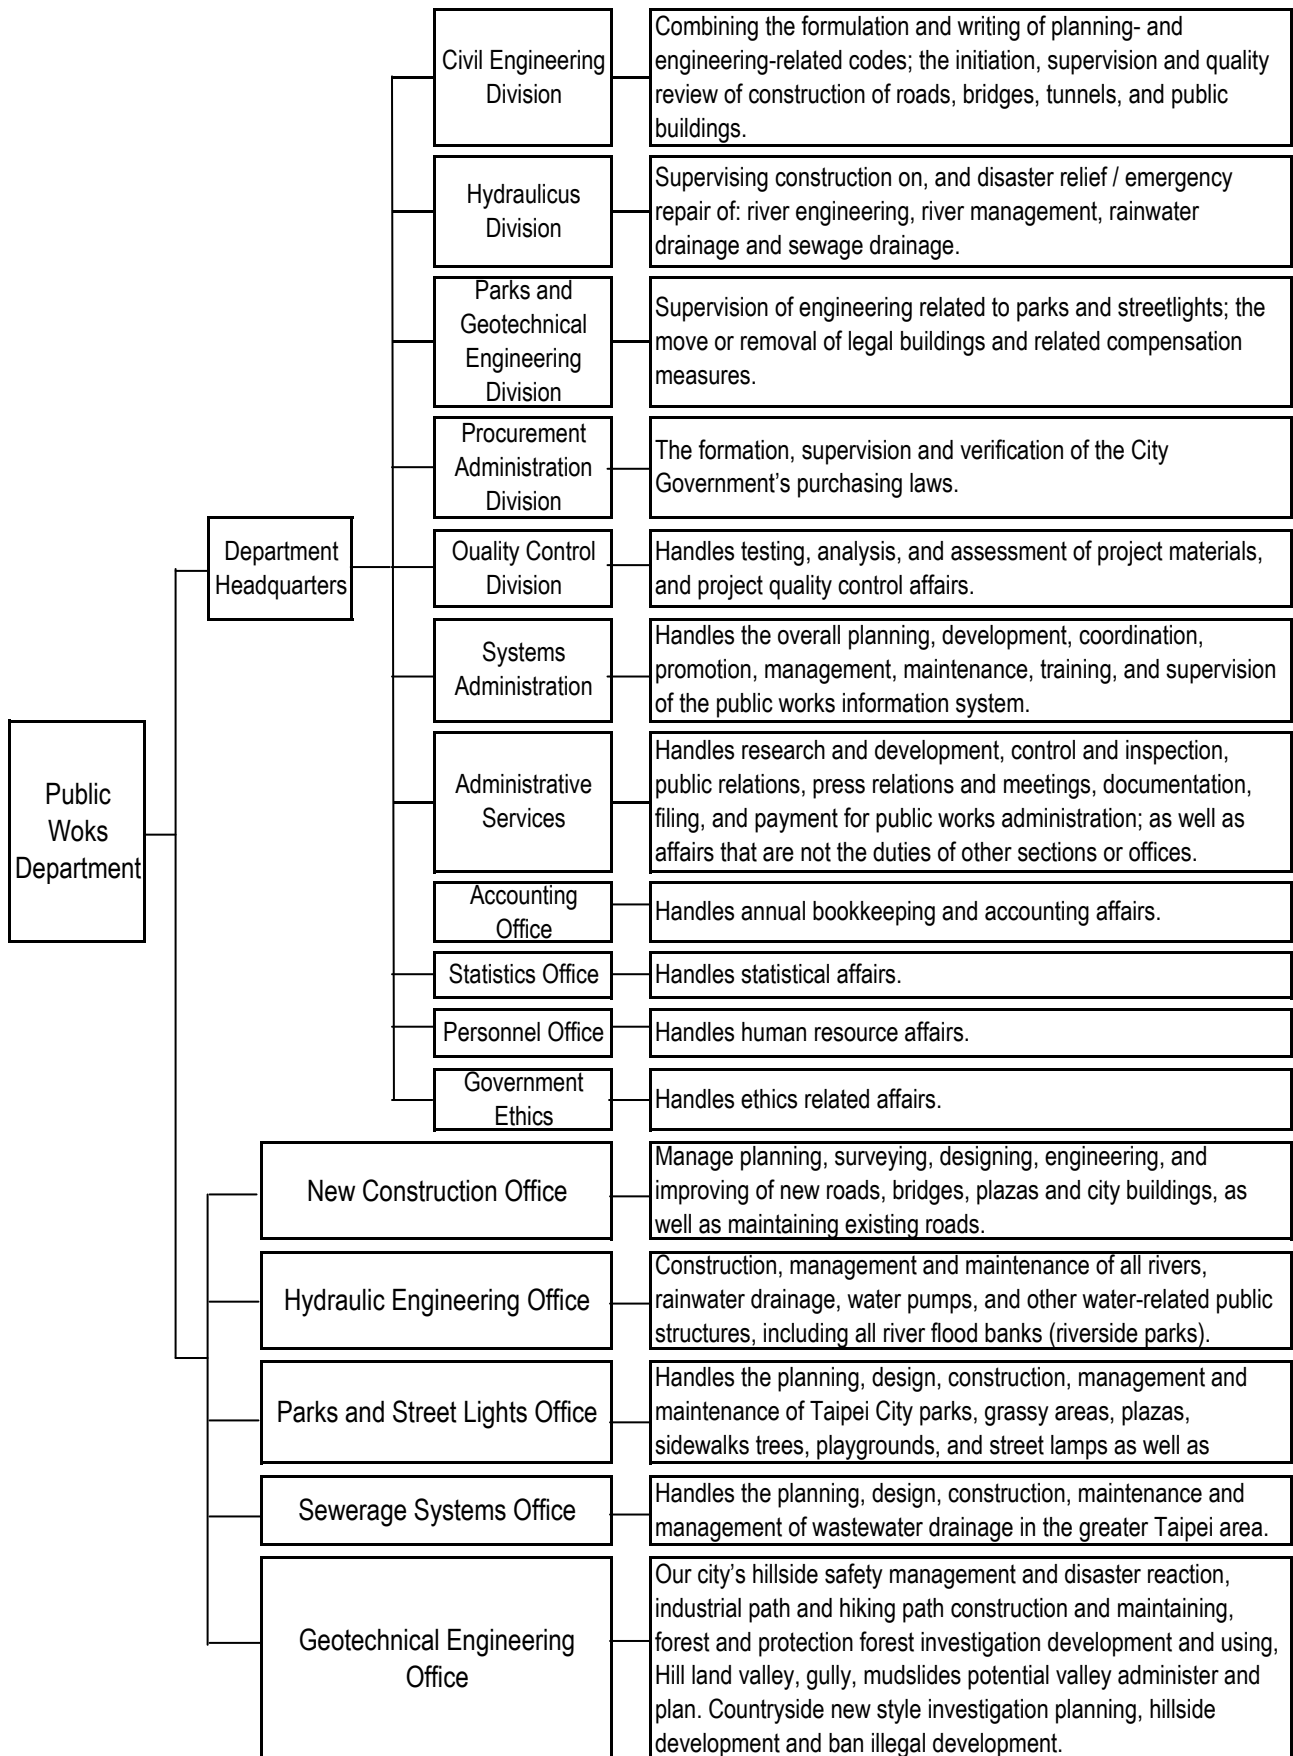 Civil Engineering
Division
Combining the formulation and writing of planning- and
engineering-related codes; the initiation, supervision and quality
review of construction of roads, bridges, tunnels, and public
buildings.
Hydraulicus
Division
Supervising construction on, and disaster relief / emergency
repair of: river engineering, river management, rainwater
drainage and sewage drainage.
Parks and
Geotechnical
Engineering
Division
Supervision of engineering related to parks and streetlights; the
move or removal of legal buildings and related compensation
measures.
Procurement
Administration
Division
The formation, supervision and verification of the City
Government’s purchasing laws.
Department
Headquarters
Ouality Control
Division
Handles testing, analysis, and assessment of project materials,
and project quality control affairs.
Systems
Administration
Handles the overall planning, development, coordination,
promotion, management, maintenance, training, and supervision
of the public works information system.
Public
Woks
Department
Administrative
Services
Handles research and development, control and inspection,
public relations, press relations and meetings, documentation,
filing, and payment for public works administration; as well as
affairs that are not the duties of other sections or offices.
Accounting
Office
Handles annual bookkeeping and accounting affairs.
Statistics Office
Handles statistical affairs.
Personnel Office
Handles human resource affairs.
Government
Ethics
Handles ethics related affairs.
New Construction Office
Manage planning, surveying, designing, engineering, and
improving of new roads, bridges, plazas and city buildings, as
well as maintaining existing roads.
Hydraulic Engineering Office
Construction, management and maintenance of all rivers,
rainwater drainage, water pumps, and other water-related public
structures, including all river flood banks (riverside parks).
Parks and Street Lights Office
Handles the planning, design, construction, management and
maintenance of Taipei City parks, grassy areas, plazas,
sidewalks trees, playgrounds, and street lamps as well as
Sewerage Systems Office
Handles the planning, design, construction, maintenance and
management of wastewater drainage in the greater Taipei area.
Geotechnical Engineering
Office
Our city’s hillside safety management and disaster reaction,
industrial path and hiking path construction and maintaining,
forest and protection forest investigation development and using,
Hill land valley, gully, mudslides potential valley administer and
plan. Countryside new style investigation planning, hillside
development and ban illegal development.